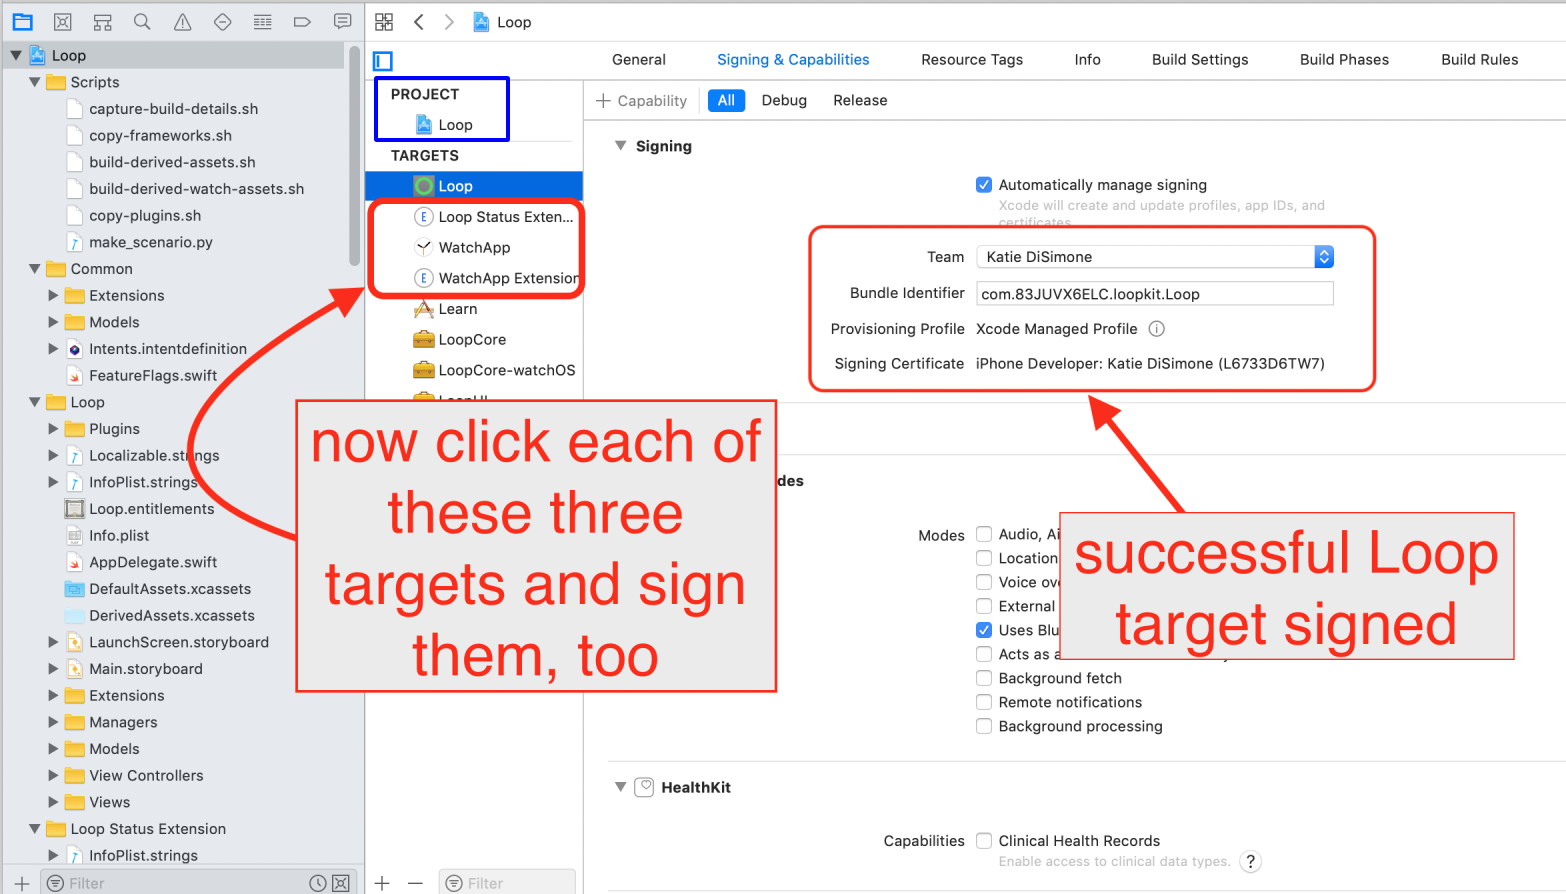 Loop
General
Signing & Capabilities
Resource Tags
Info
Build Settings
Build Phases
Build Rules
Capability
All
Debug
Release
Loop
Scripts
capture-build-details.sh
copy-frameworks.sh
build-derived-assets.sh
build-derived-watch-assets.sh
copy-plugins.sh
make_scenario.py
Common
Extensions
Models
Intents.intentdefinition
FeatureFlags.swift
Loop
Plugins
Localizable.strings
InfoPlist.strings
Loop.entitlements
Info.plist
AppDelegate.swift
DefaultAssets.xcassets
DerivedAssets.xcassets
LaunchScreen.storyboard
Main.storyboard
Extensions
Managers
Models
View Controllers
Views
Loop Status Extension
InfoPlist.strings
Filter
PROJECT
Loop
TARGETS
Loop
Loop Status Exten...
WatchApp
WatchApp Extension
Learn
LoopCore
LoopCore-watchOS
LoopUI
Filter
now click each of
these three
targets and sign
them, too
Signing
Automatically manage signing
Xcode will create and update profiles, app IDs, and
certificates.
Team
Katie DiSimone
Bundle Identifier
com.83JUVX6ELC.loopkit.Loop
Provisioning Profile
Xcode Managed Profile
Signing Certificate
iPhone Developer: Katie DiSimone (L6733D6TW7)
des
Modes
Audo, Ai
Location
Voice ov
External
Uses Blu
Acts as a
Background fetch
Remote notifications
Background processing
successful Loop
target signed
HealthKit
Capabilities
Clinical Health Records
Enable access to clinical data types.
?